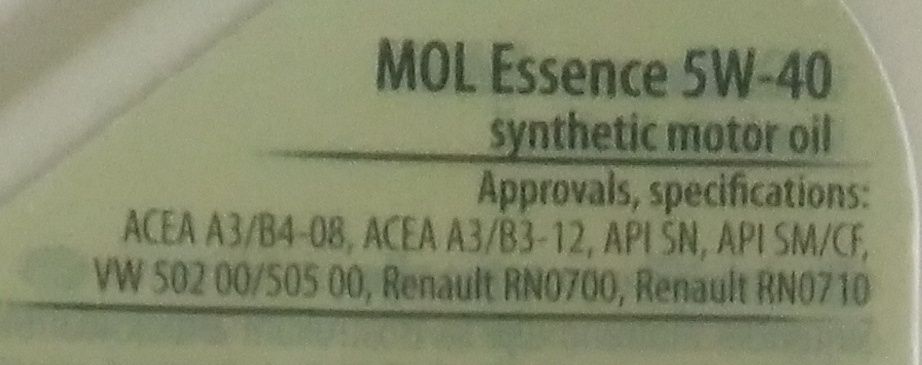 MOL Essence 5W-40
synthetic motor oil
Approvals, specifications:
ACEA A3/B4-08, ACEA A3/B3-12, API SN, API SM/CF,
VW 502 00/505 00, Renault RN0700, Renault RN0710